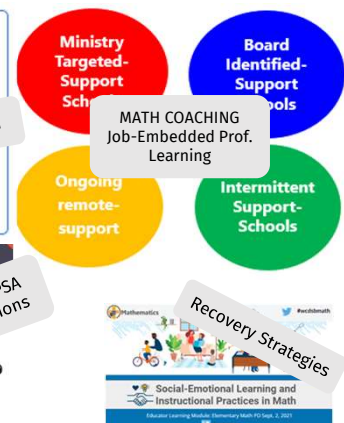 Ministry
Targeted-
Support
Board
Identified-
Support
MATH COACHING
Job-Embedded Prof.
Learning
Ongoing
remote-
support
Intermittent
Support-
Schools
Recovery Strategies
Mathematics
#wcdsbmath
Social-Emotional Learning and
Instructional Practices in Math
Educator Learning Module: Elementary Math PD Sept. 2, 2021